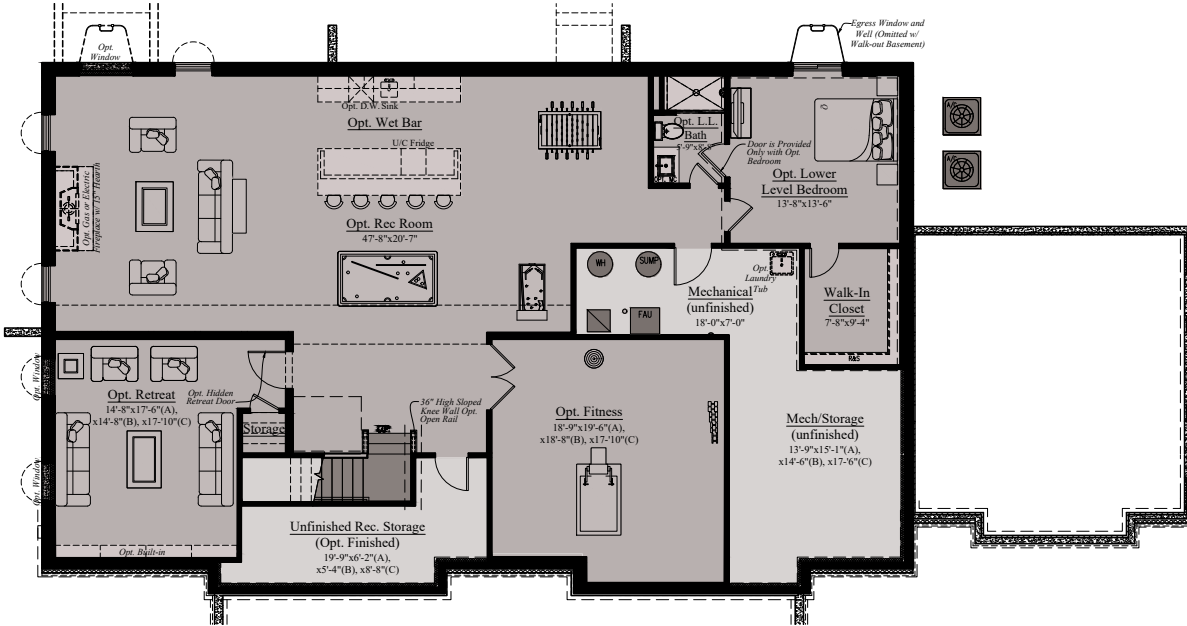 Opt.
Window
Egress Window and
Well (Omitted w/
Walk-out Basement)
Opt. D.W. Sink
Opt. Wet Bar
U/C Fridge
Opt. Rec Room
47'-8"x20'-7"
Opt. Gas or Electric
Fireplace w/ 15" Hearth
Opt. L.L.
Bath
5'-9"x8'-8"
Door is Provided
Only with Opt.
Bedroom
Opt. Lower
Level Bedroom
13'-8"x13'-6"
A/C
A/C
WH
SUMP
FAU
Opt.
Laundry
Tub
Mechanical
(unfinished)
18'-0"x7'-0"
Walk-In
Closet
7'-8"x9'-4"
R&S
Opt. Window
Opt. Window
Opt. Retreat
14'-8"x17'-6"(A),
x14'-8"(B), x17-'10"(C)
Opt. Hidden
Retreat Door
Storage
36" High Sloped
Knee Wall Opt.
Open Rail
UP
Opt. Fitness
18'-9"x19'-6"(A),
x18'-8"(B), x17-'10"(C)
Mech/Storage
(unfinished)
13'-9"x15'-1"(A),
x14'-6"(B), x17-'6"(C)
Unfinished Rec. Storage
(Opt. Finished)
19'-9"x6'-2"(A),
x5'-4"(B), x8'-8"(C)
Opt. Built-in